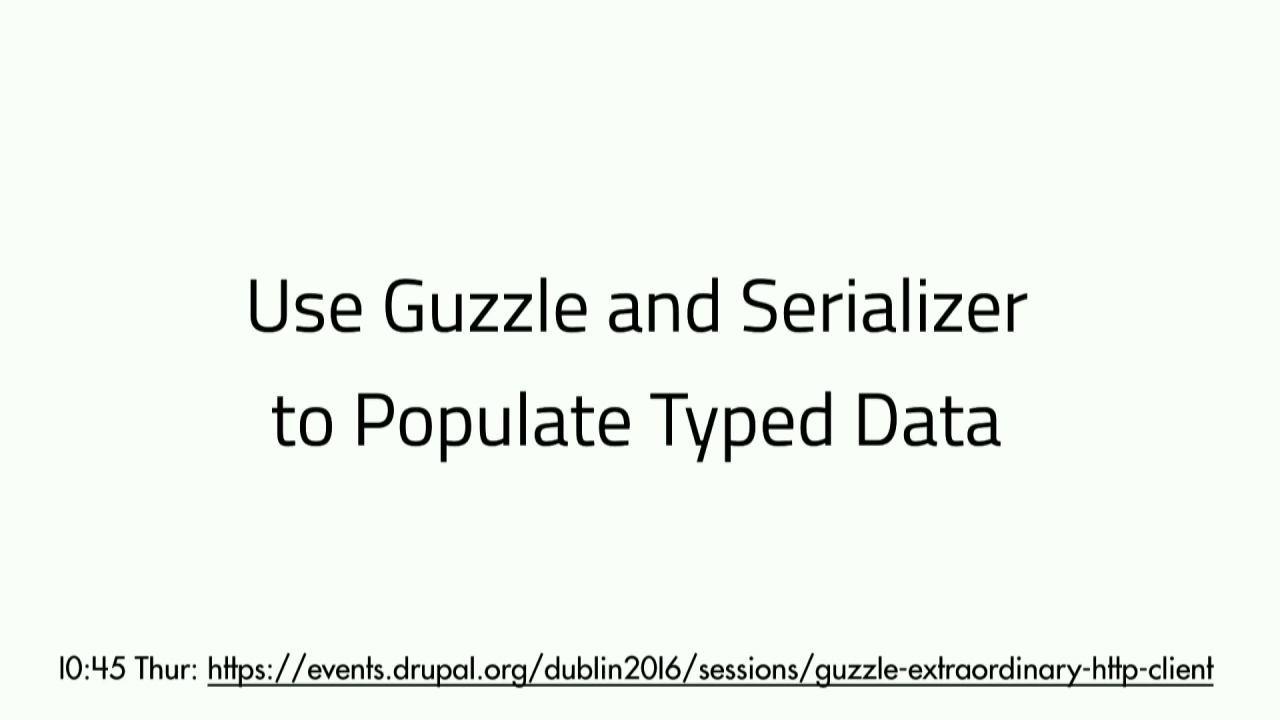 Use Guzzle and Serializer
to Populate Typed Data
10:45 Thur: https://events.drupal.org/dublin2016/sessions/guzzle-extraordinary-http-client